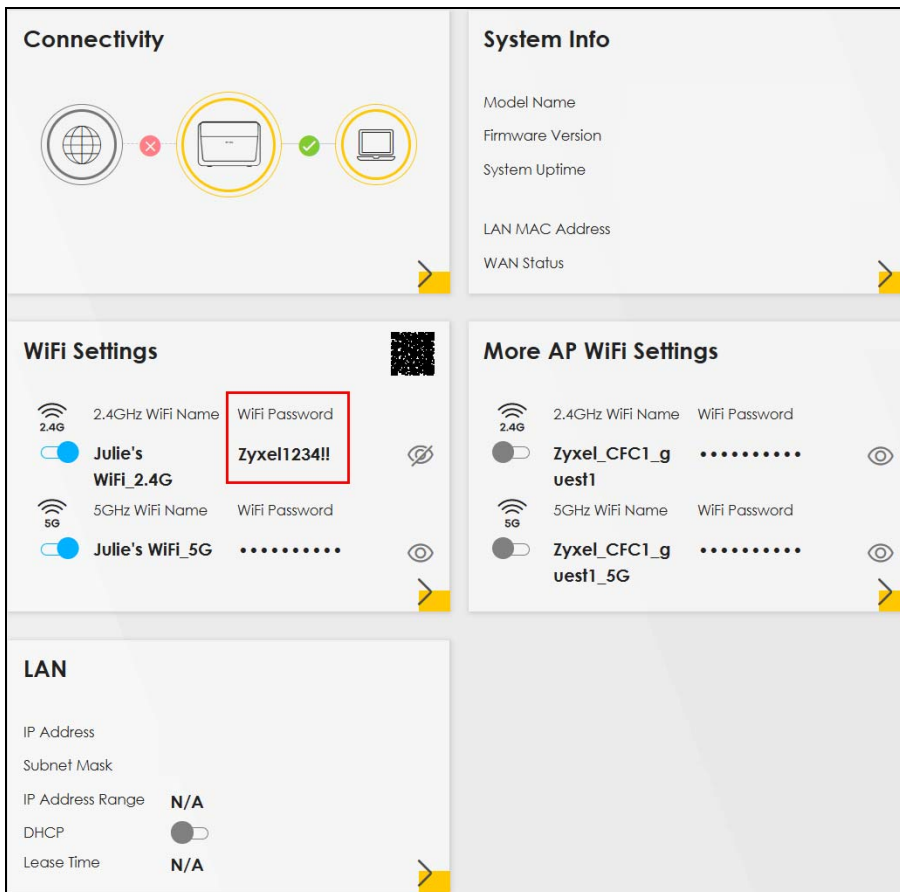 Connectivity
System Info
Model Name
Firmware Version
System Uptime
LAN MAC Address
WAN Status
WiFi Settings
2.4G
2.4GHz WiFi Name
WiFi Password
Julie's
WiFi_2.4G
Zyxel1234!!
5G
5GHz WiFi Name
WiFi Password
Julie's WiFi_5G
••••••••••
More AP WiFi Settings
2.4G
2.4GHz WiFi Name
WiFi Password
Zyxel_CFC1_g
uest1
••••••••••
5G
5GHz WiFi Name
WiFi Password
Zyxel_CFC1_g
uest1_5G
••••••••••
LAN
IP Address
Subnet Mask
IP Address Range N/A
DHCP
Lease Time N/A